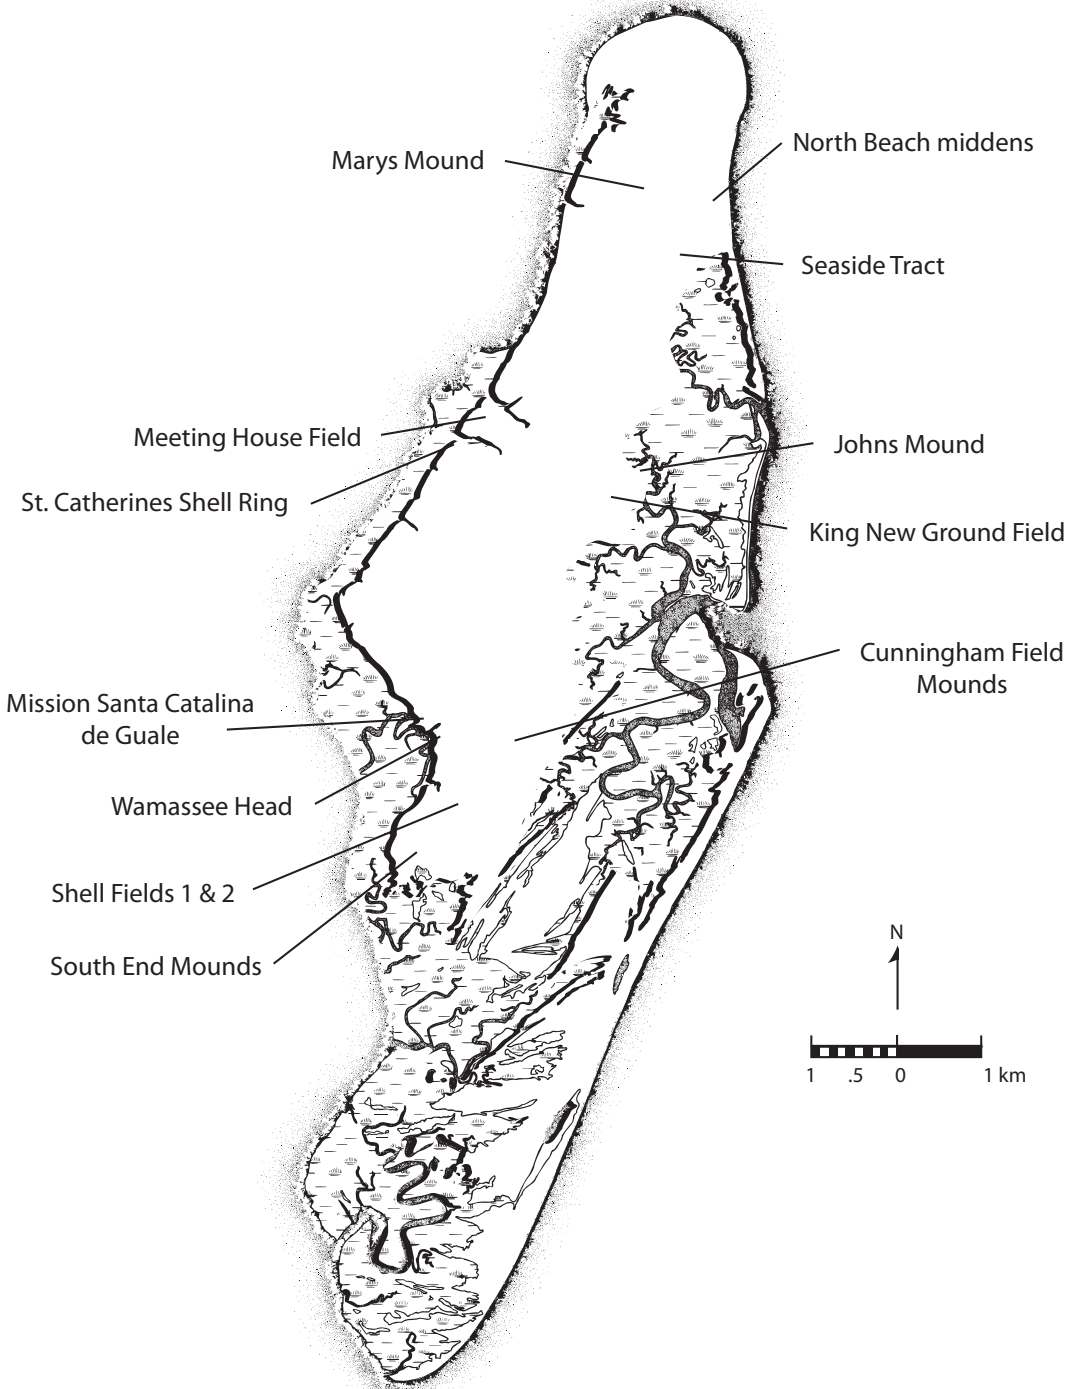 Marys Mound
North Beach middens
Seaside Tract
Meeting House Field
Johns Mound
St. Catherines Shell Ring
King New Ground Field
Cunningham Field
Mounds
Mission Santa Catalina
de Guale
Wamassee Head
Shell Fields 1 & 2
South End Mounds
N
1 .5 0 1 km